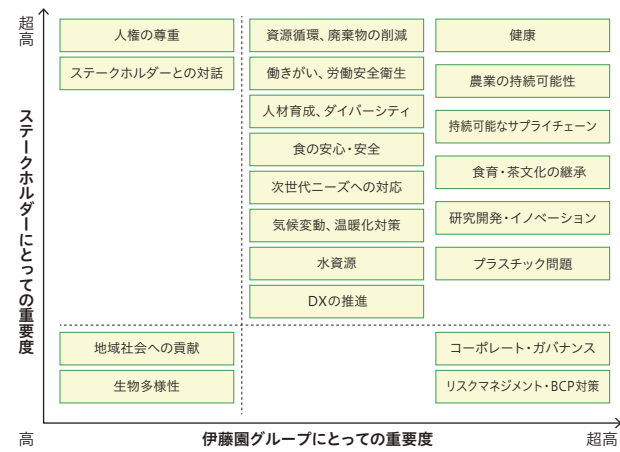 超高
ステークホルダーにとっての重要度
人権の尊重
ステークホルダーとの対話
資源循環、廃棄物の削減
働きがい、労働安全衛生
人材育成、ダイバーシティ
食の安心・安全
次世代ニーズへの対応
気候変動、温暖化対策
水資源
DXの推進
健康
農業の持続可能性
持続可能なサプライチェーン
食育・茶文化の継承
研究開発・イノベーション
プラスチック問題
地域社会への貢献
生物多様性
コーポレート・ガバナンス
リスクマネジメント・BCP対策
高
伊藤園グループにとっての重要度
超高